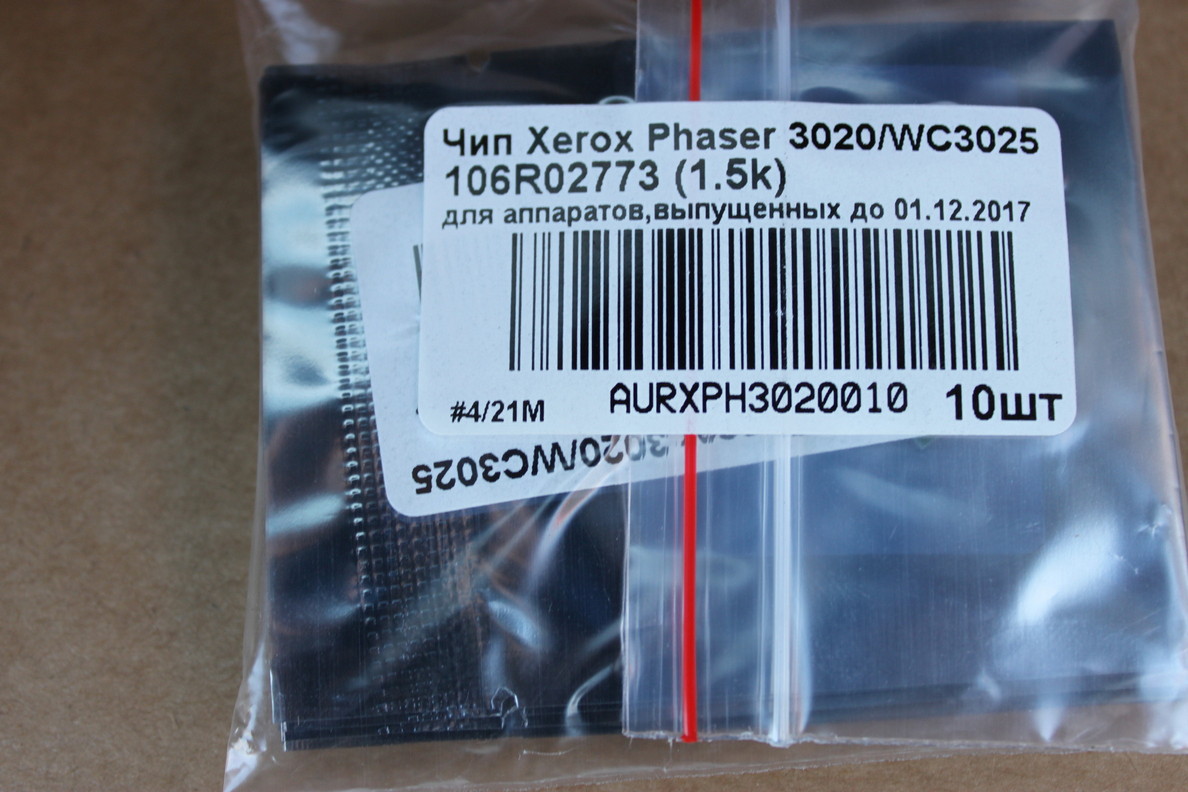 Чип Xerox Phaser 3020/WC3025
106R02773 (1.5k)
для аппаратов,выпущенных до 01.12.2017
AURXPH3020010
#4/21М
10шт
3020/WC3025